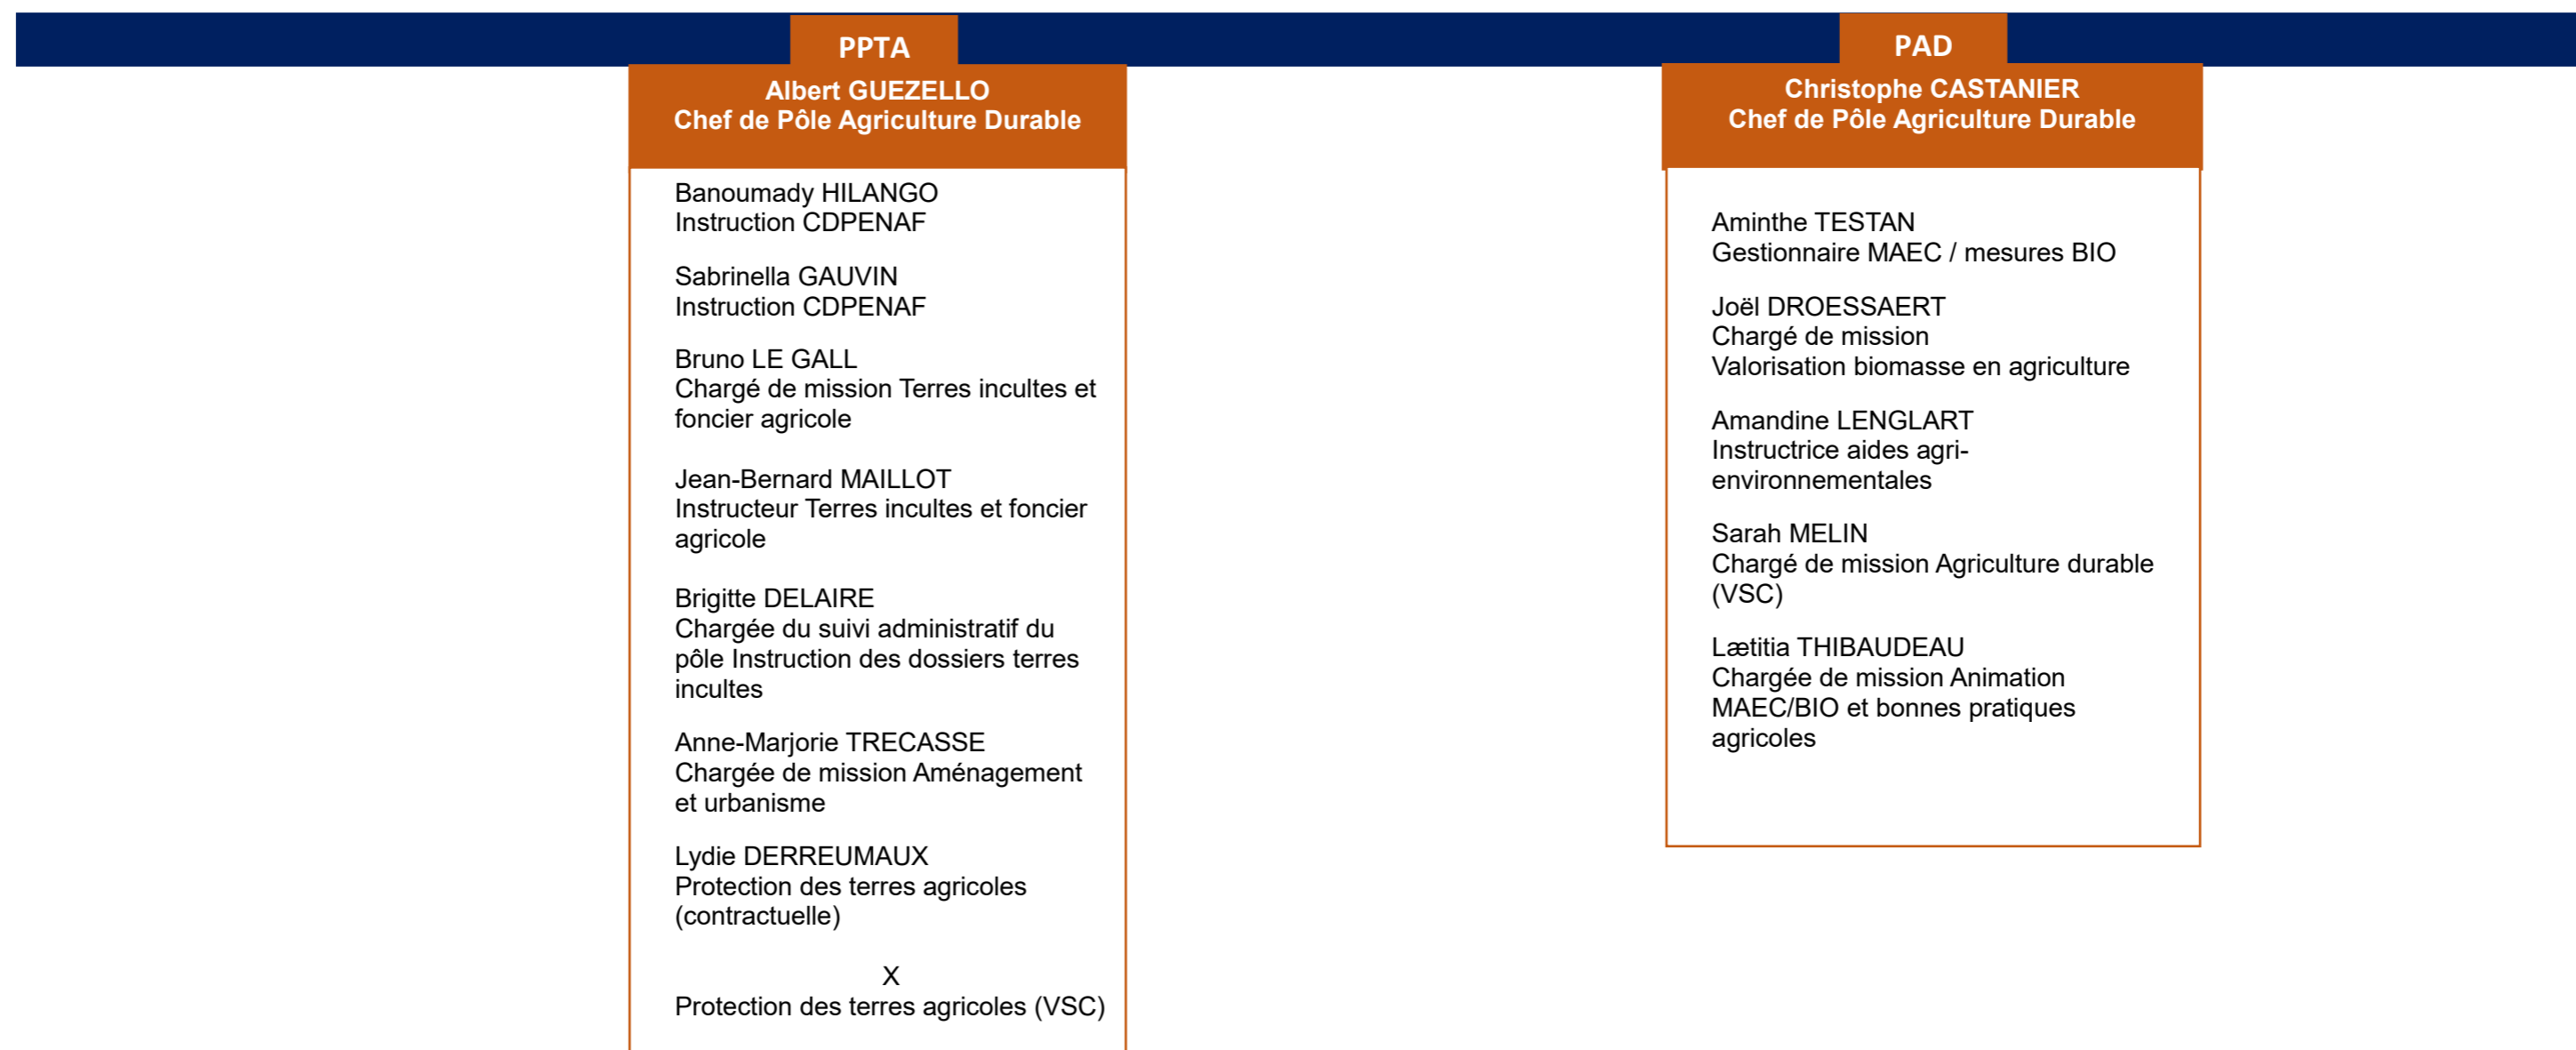 PPTA
Albert GUEZELLO
Chef de Pôle Agriculture Durable
Banoumady HILANGO
Instruction CDPENAF
Sabrinella GAUVIN
Instruction CDPENAF
Bruno LE GALL
Chargé de mission Terres incultes et
foncier agricole
Jean-Bernard MAILLOT
Instructeur Terres incultes et foncier
agricole
Brigitte DELAIRE
Chargée du suivi administratif du
pôle Instruction des dossiers terres
incultes
Anne-Marjorie TRECASSE
Chargée de mission Aménagement
et urbanisme
Lydie DERREUMAUX
Protection des terres agricoles
(contractuelle)
X
Protection des terres agricoles (VSC)
PAD
Christophe CASTANIER
Chef de Pôle Agriculture Durable
Aminthe TESTAN
Gestionnaire MAEC / mesures BIO
Joël DROESSAERT
Chargé de mission
Valorisation biomasse en agriculture
Amandine LENGLART
Instructrice aides agri-
environnementales
Sarah MELIN
Chargé de mission Agriculture durable
(VSC)
Lætitia THIBAUDEAU
Chargée de mission Animation
MAEC/BIO et bonnes pratiques
agricoles